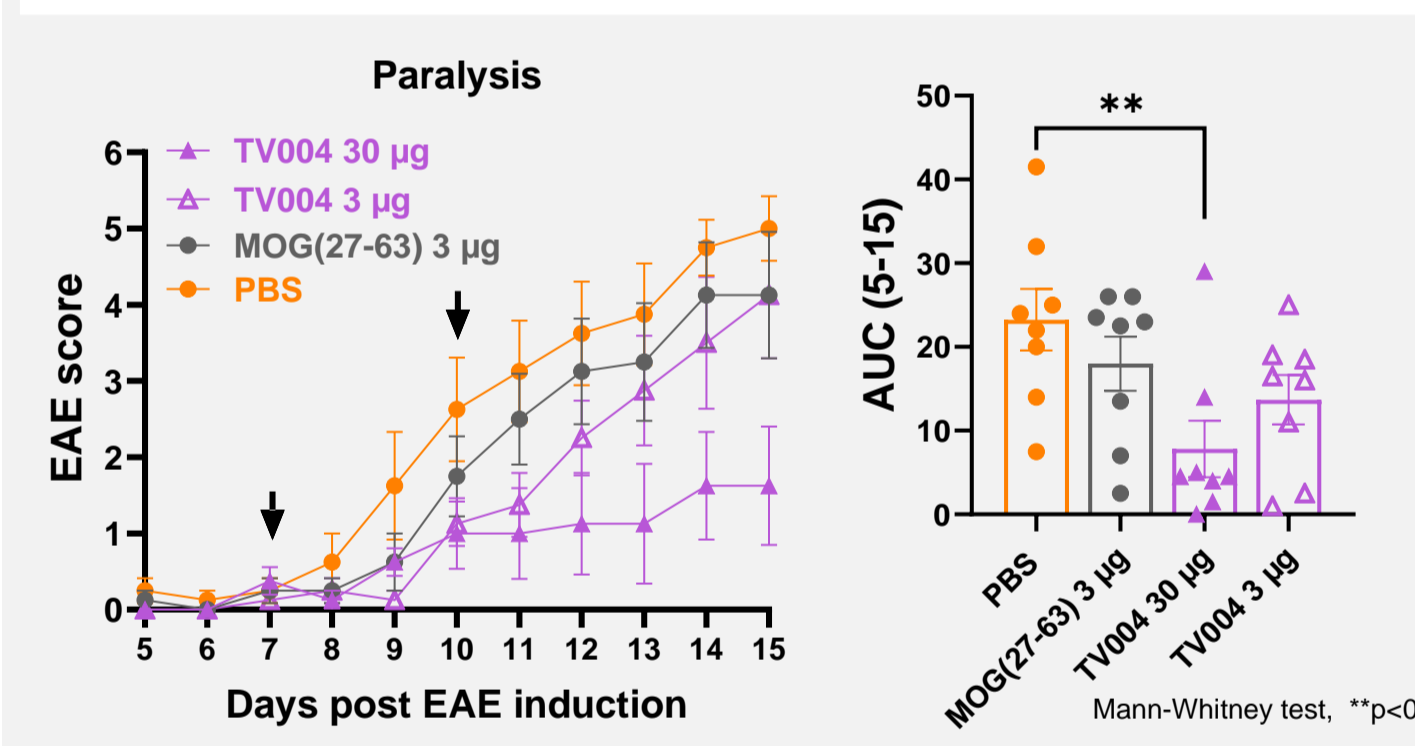 Paralysis
TV004 30 µg
TV004 3 µg
MOG(27-63) 3 µg
PBS
EAE score
6
5
4
3
2
1
0
5 6 7 8 9 10 11 12 13 14 15
Days post EAE induction
AUC (5-15)
50
40
30
20
10
0
**
PBS
MOG(27-63) 3 µg
TV004 30 µg
TV004 3 µg
Mann-Whitney test, **p<0